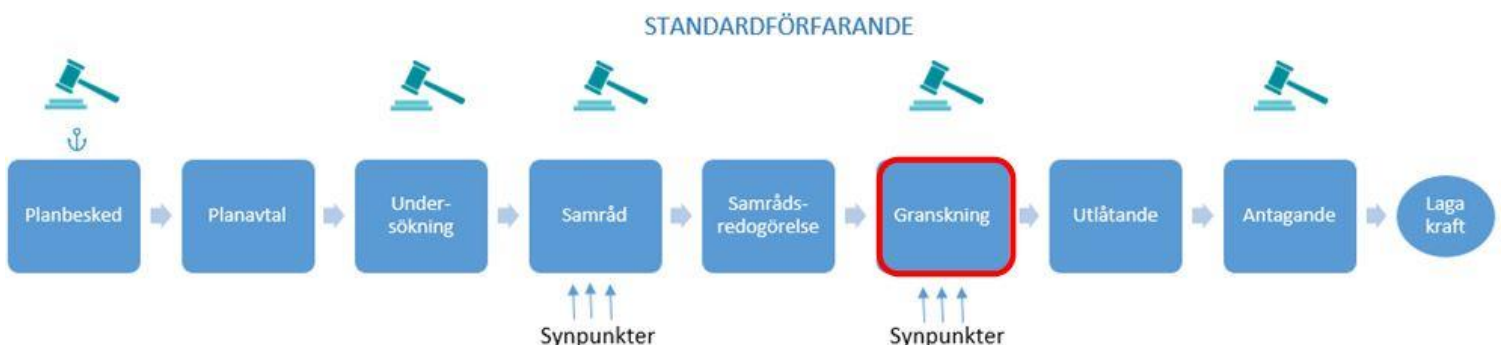 STANDARDFÖRFARANDE
Planbesked
Planavtal
Under-
sökning
Samråd
Samråds-
redogörelse
Granskning
Utlåtande
Antagande
Laga
kraft
Synpunkter
Synpunkter